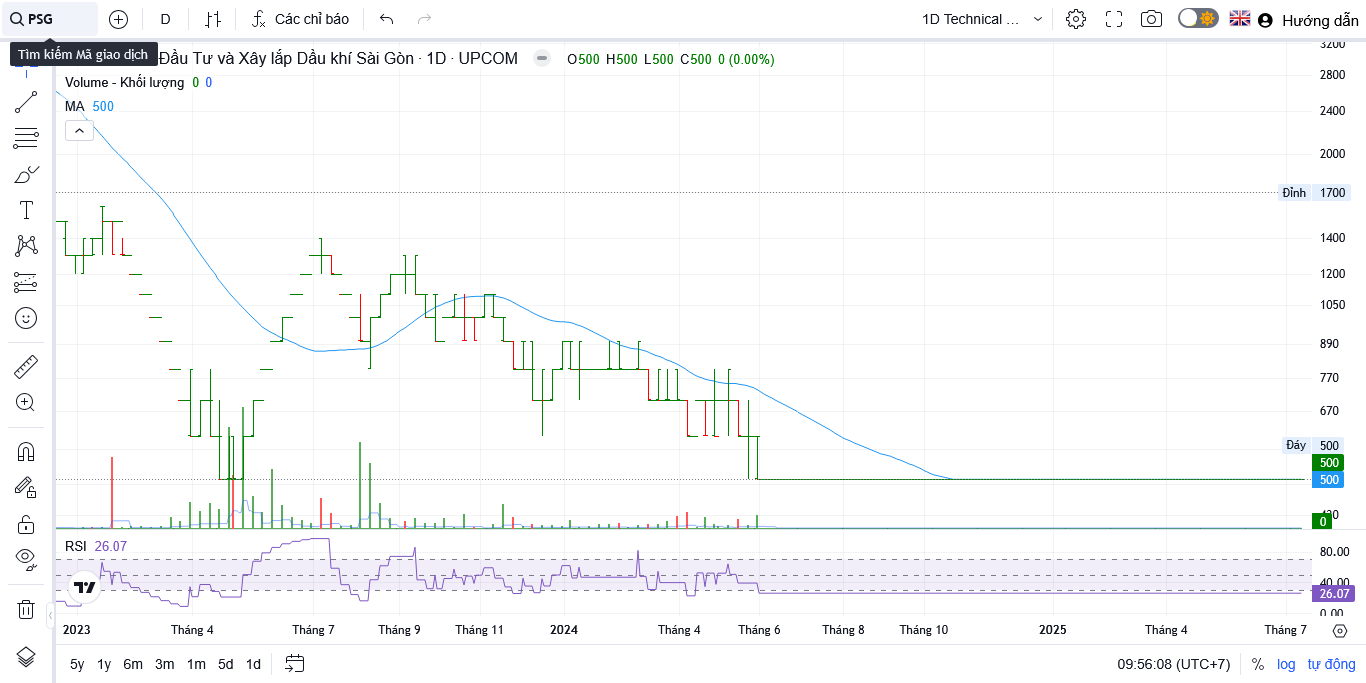 PSG
D
Các chỉ báo
1D Technical ...
Hướng dẫn
Tìm kiếm Mã giao dịch
Đầu Tư và Xây lắp Dầu khí Sài Gòn · 1D · UPCOM
O500 H500 L500 C500 0 (0.00%)
Volume - Khối lượng 0 0
MA 500
3200
2800
2400
2000
Đỉnh 1700
1400
1200
1050
890
770
670
Đáy 500
500
500
0
RSI 26.07
80.00
40.00
26.07
0.00
2023 Tháng 4 Tháng 7 Tháng 9 Tháng 11 2024 Tháng 4 Tháng 6 Tháng 8 Tháng 10 2025 Tháng 4 Tháng 7
5y 1y 6m 3m 1m 5d 1d
09:56:08 (UTC+7) % log tự động